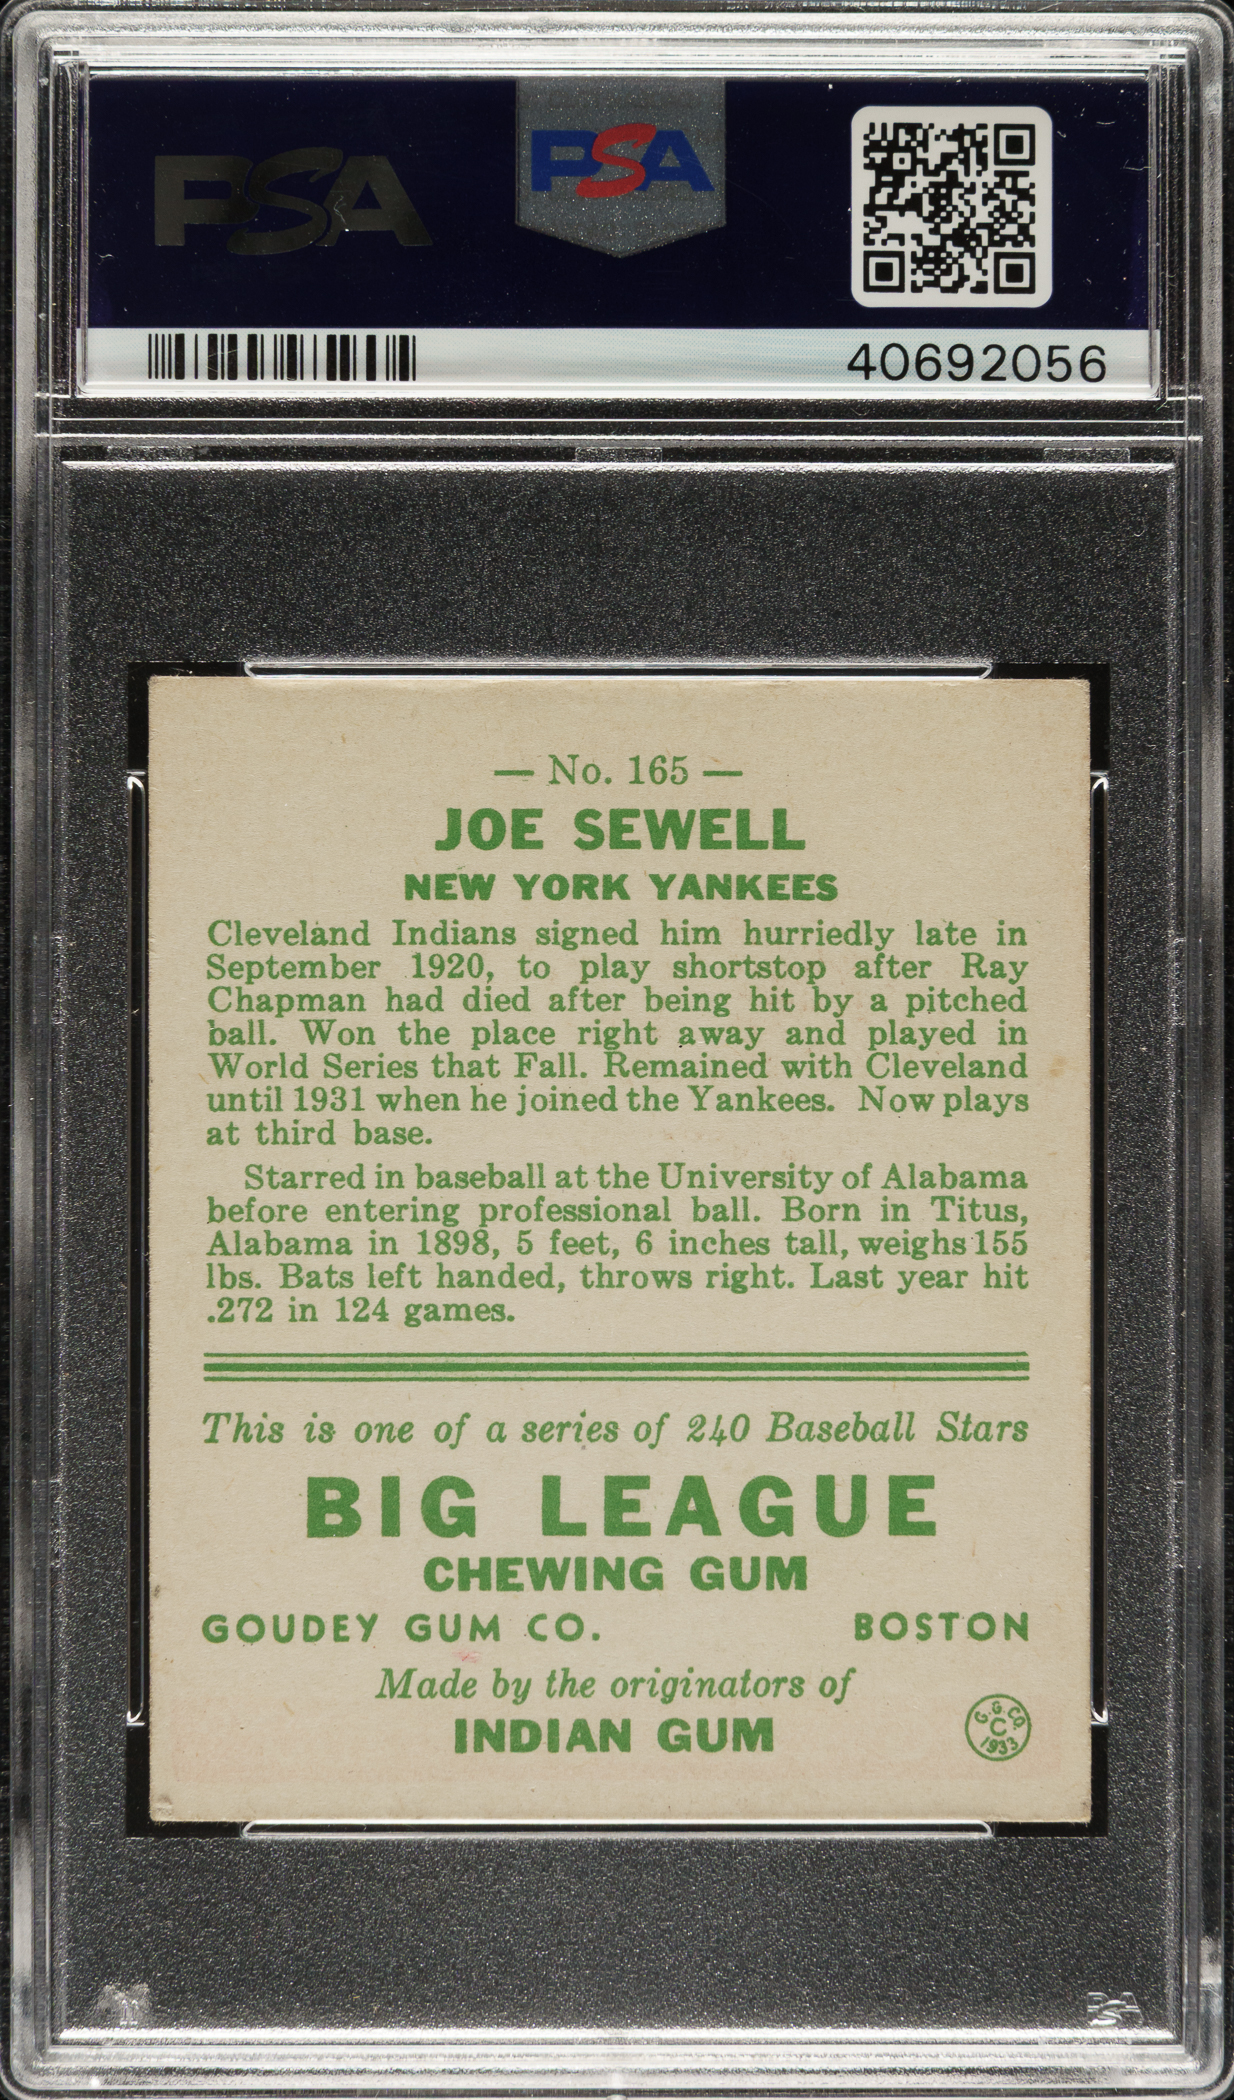 PSA
PSA
40692056
— No. 165 —
JOE SEWELL
NEW YORK YANKEES
Cleveland Indians signed him hurriedly late in
September 1920, to play shortstop after Ray
Chapman had died after being hit by a pitched
ball. Won the place right away and played in
World Series that Fall. Remained with Cleveland
until 1931 when he joined the Yankees. Now plays
at third base.
Starred in baseball at the University of Alabama
before entering professional ball. Born in Titus,
Alabama in 1898, 5 feet, 6 inches tall, weighs 155
lbs. Bats left handed, throws right. Last year hit
.272 in 124 games.
This is one of a series of 240 Baseball Stars
BIG LEAGUE
CHEWING GUM
GOUDEY GUM CO. BOSTON
Made by the originators of
INDIAN GUM
G.G.CO.
C
1933
PSA